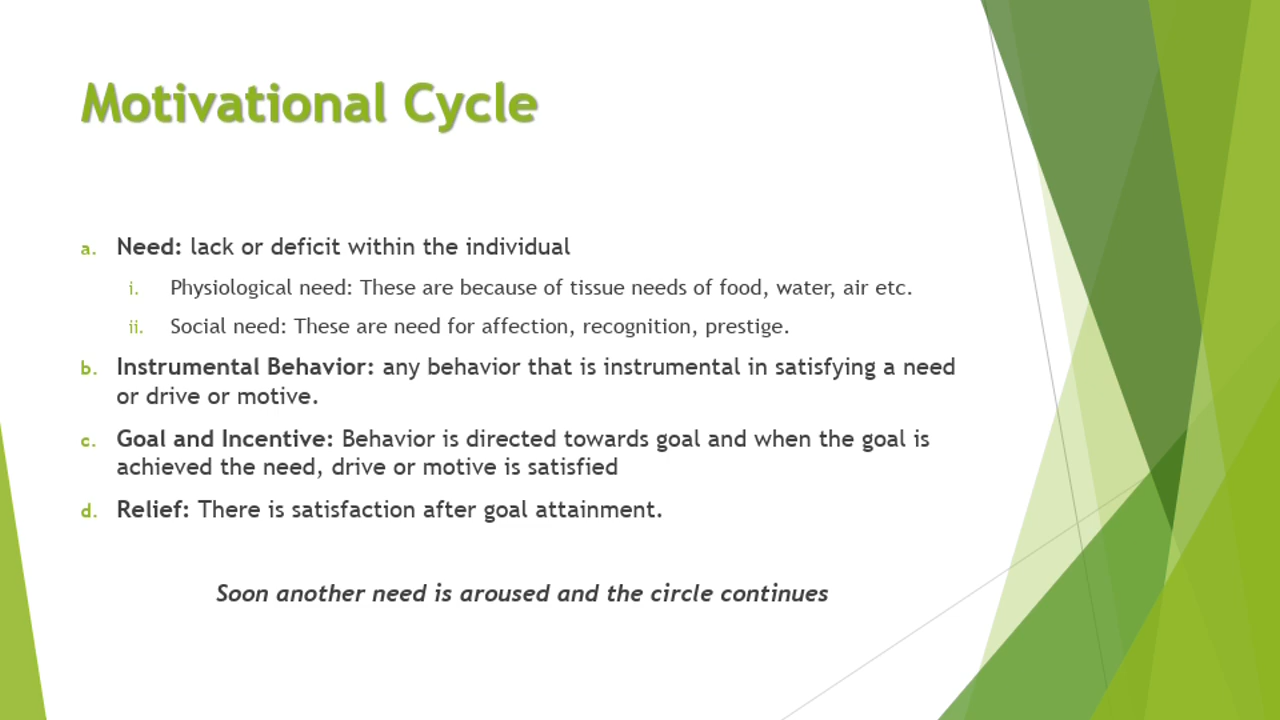 Motivational Cycle
a. Need: lack or deficit within the individual
i. Physiological need: These are because of tissue needs of food, water, air etc.
ii. Social need: These are need for affection, recognition, prestige.
b. Instrumental Behavior: any behavior that is instrumental in satisfying a need
or drive or motive.
c. Goal and Incentive: Behavior is directed towards goal and when the goal is
achieved the need, drive or motive is satisfied
d. Relief: There is satisfaction after goal attainment.
Soon another need is aroused and the circle continues